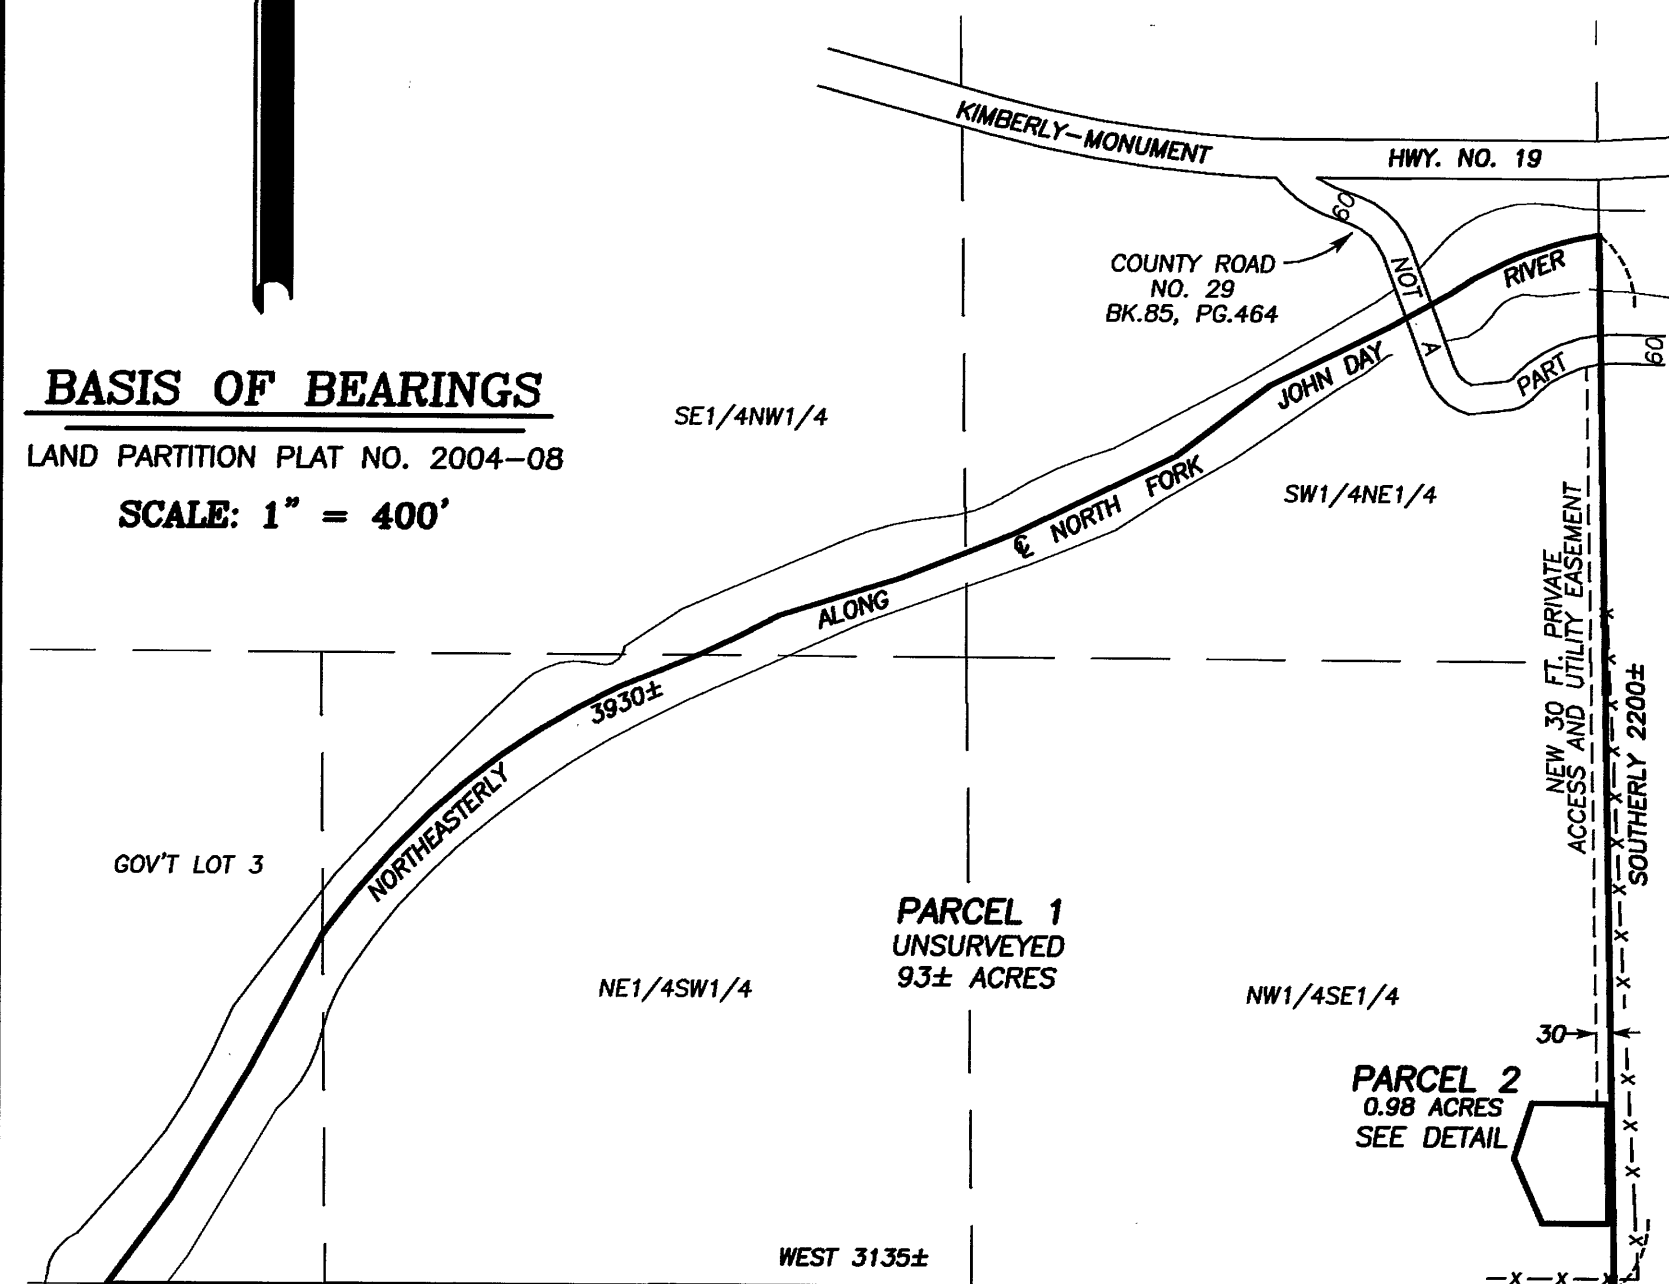 KIMBERLY-MONUMENT
HWY. NO. 19
60
COUNTY ROAD
NO. 29
BK.85, PG.464
NOT
A
PART
60
RIVER
JOHN DAY
BASIS OF BEARINGS
LAND PARTITION PLAT NO. 2004-08
SCALE: 1" = 400'
SE1/4NW1/4
SW1/4NE1/4
℄ NORTH FORK
ALONG
3930±
NORTHEASTERLY
NEW 30 FT. PRIVATE
ACCESS AND UTILITY EASEMENT
SOUTHERLY 2200±
GOV'T LOT 3
PARCEL 1
UNSURVEYED
93± ACRES
NE1/4SW1/4
NW1/4SE1/4
30
PARCEL 2
0.98 ACRES
SEE DETAIL
WEST 3135±